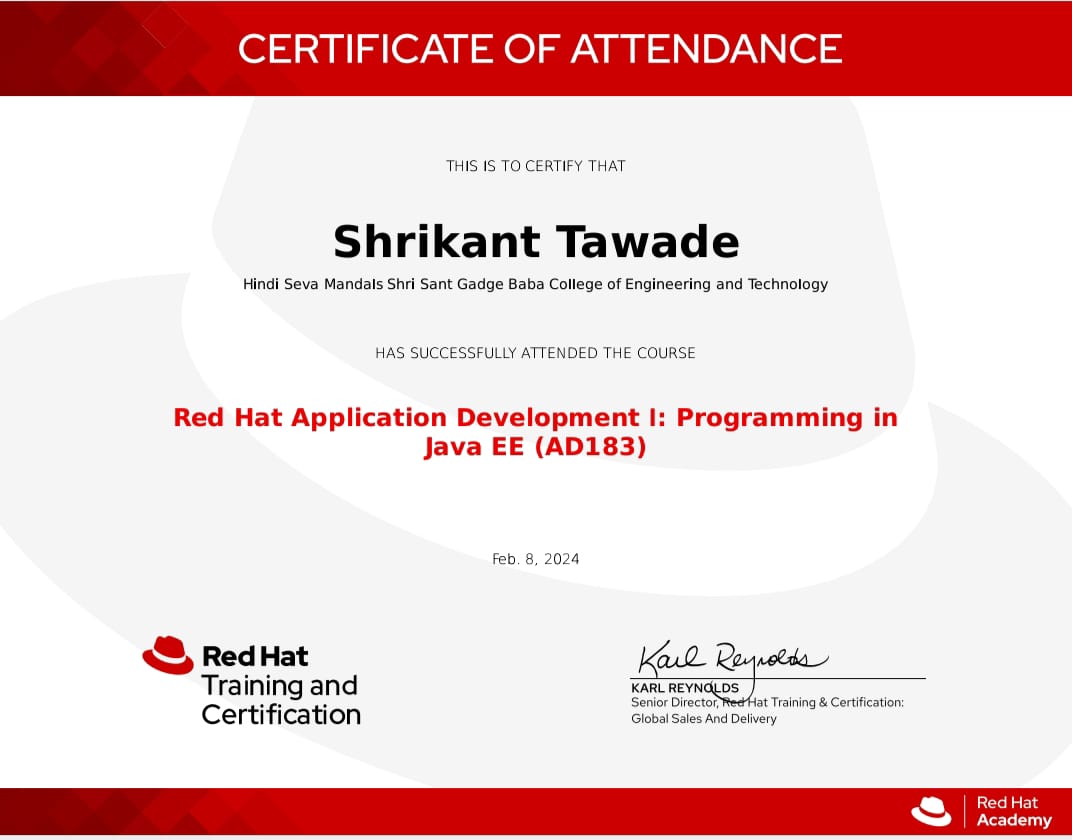 CERTIFICATE OF ATTENDANCE
THIS IS TO CERTIFY THAT
Shrikant Tawade
Hindi Seva Mandals Shri Sant Gadge Baba College of Engineering and Technology
HAS SUCCESSFULLY ATTENDED THE COURSE
Red Hat Application Development I: Programming in
Java EE (AD183)
Feb. 8, 2024
Red Hat
Training and
Certification
Karl Reynolds
KARL REYNOLDS
Senior Director, Red Hat Training & Certification:
Global Sales And Delivery
Red Hat
Academy